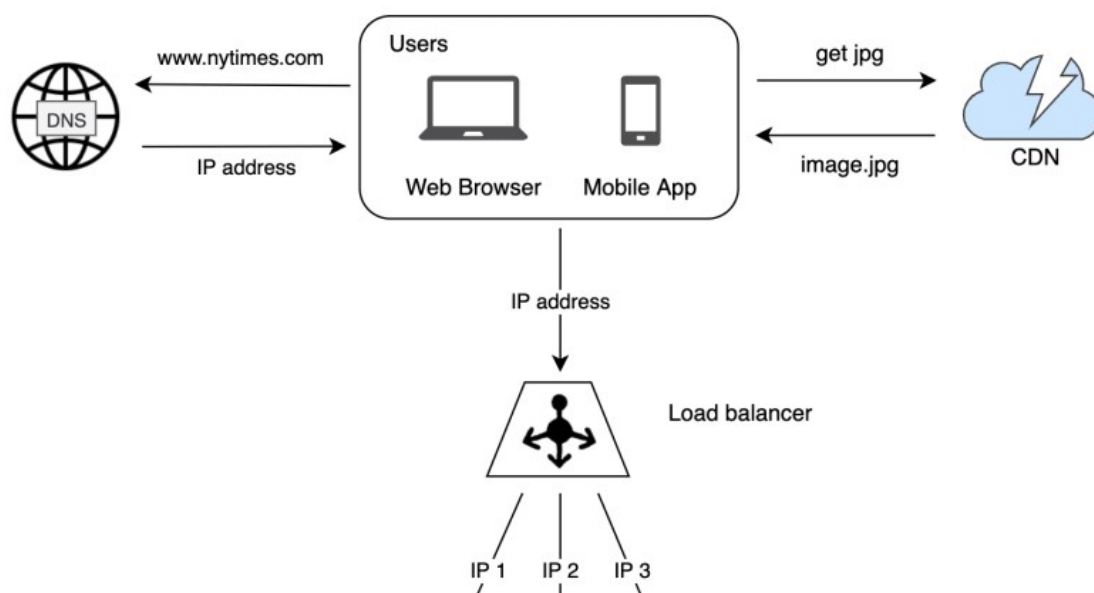 Users
www.nytimes.com
get jpg
DNS
IP address
image.jpg
CDN
Web Browser
Mobile App
IP address
Load balancer
IP 1
IP 2
IP 3